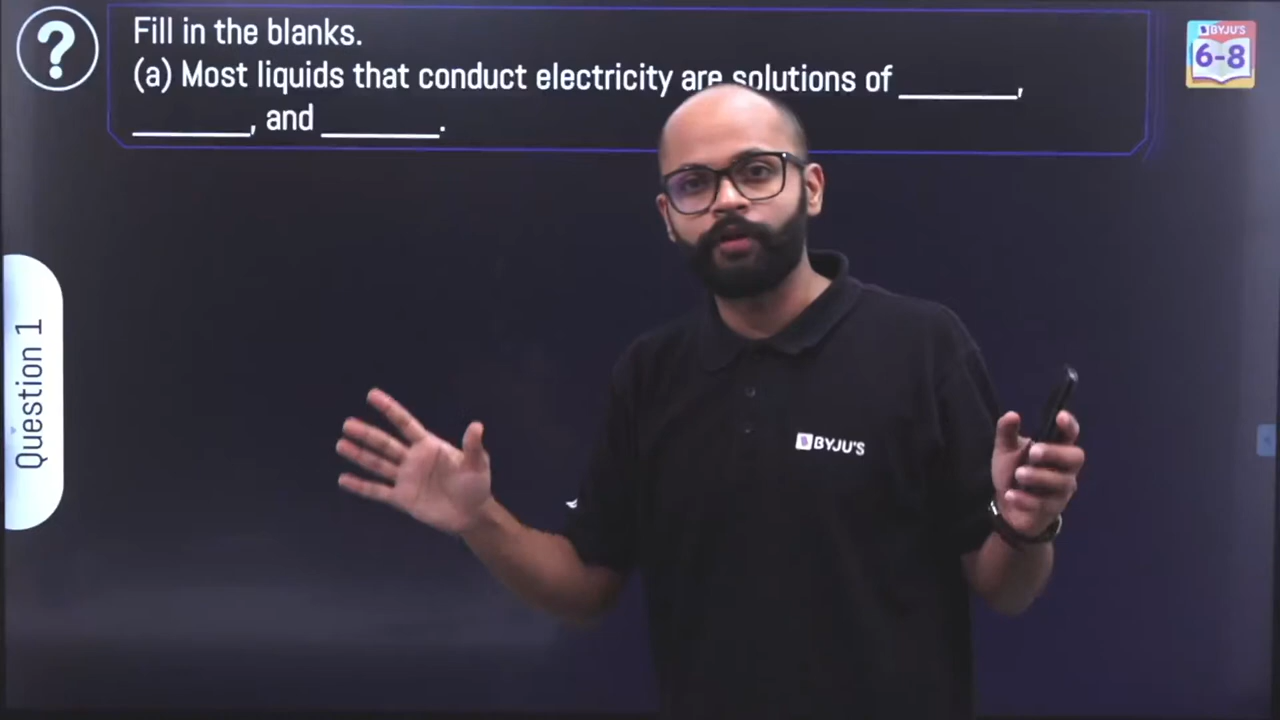 Fill in the blanks.
(a) Most liquids that conduct electricity are solutions of ________,
________, and ________.
BYJU'S
6-8
Question 1
BYJU'S